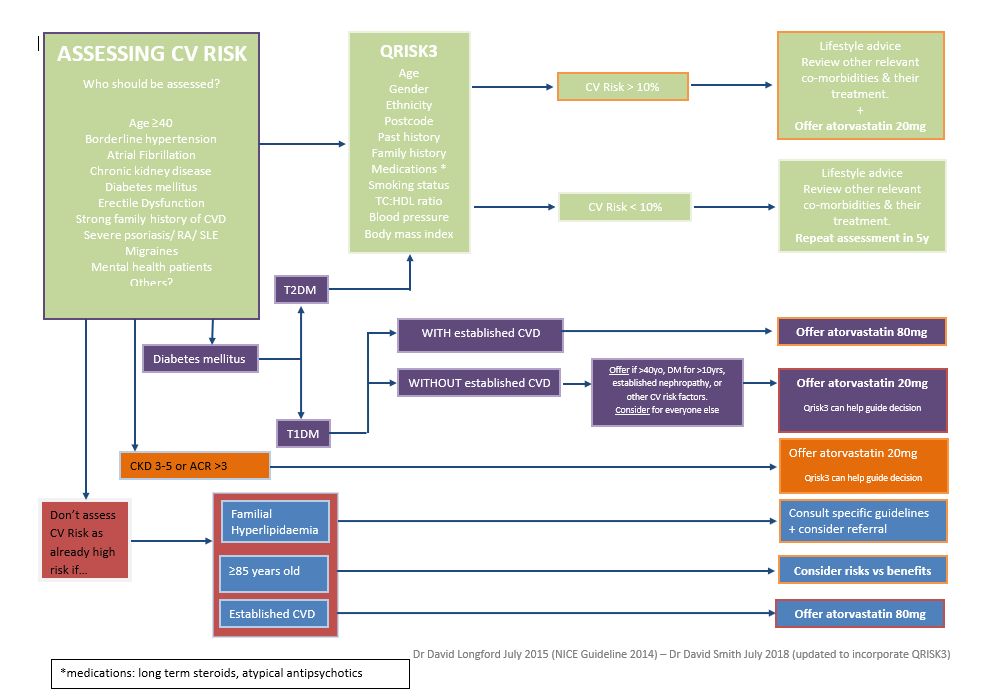 ASSESSING CV RISK
Who should be assessed?
Age ≥40
Borderline hypertension
Atrial Fibrillation
Chronic kidney disease
Diabetes mellitus
Erectile Dysfunction
Strong family history of CVD
Severe psoriasis/ RA/ SLE
Migraines
Mental health patients
Others?
QRISK3
Age
Gender
Ethnicity
Postcode
Past history
Family history
Medications *
Smoking status
TC:HDL ratio
Blood pressure
Body mass index
CV Risk > 10%
Lifestyle advice
Review other relevant
co-morbidities & their
treatment.
+
Offer atorvastatin 20mg
CV Risk < 10%
Lifestyle advice
Review other relevant
co-morbidities & their
treatment.
Repeat assessment in 5y
T2DM
Diabetes mellitus
T1DM
WITH established CVD
Offer atorvastatin 80mg
WITHOUT established CVD
Offer if >40yo, DM for >10yrs,
established nephropathy, or
other CV risk factors.
Consider for everyone else
Offer atorvastatin 20mg
Qrisk3 can help guide decision
CKD 3-5 or ACR >3
Offer atorvastatin 20mg
Qrisk3 can help guide decision
Don't assess
CV Risk as
already high
risk if...
Familial
Hyperlipidaemia
Consult specific guidelines
+ consider referral
≥85 years old
Consider risks vs benefits
Established CVD
Offer atorvastatin 80mg
Dr David Longford July 2015 (NICE Guideline 2014) – Dr David Smith July 2018 (updated to incorporate QRISK3)
*medications: long term steroids, atypical antipsychotics